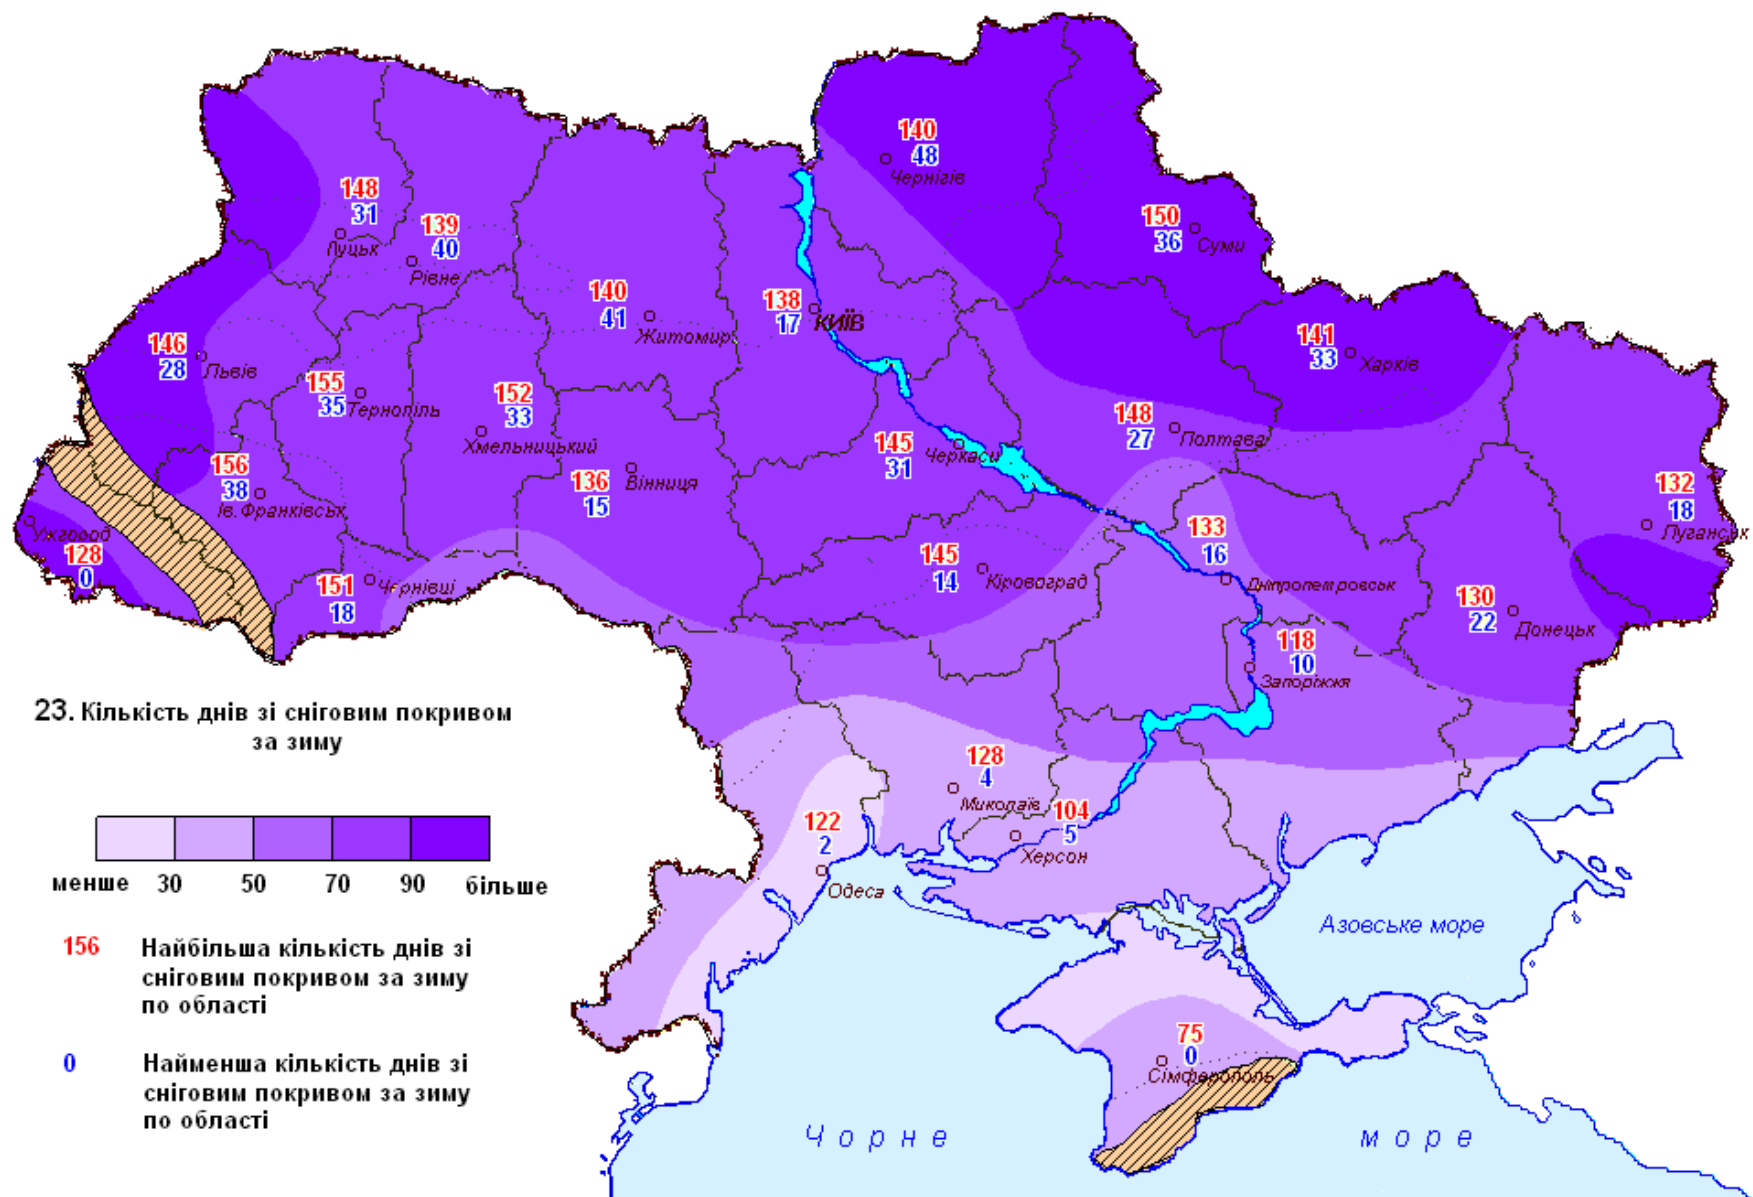 140
48
Чернігів
148
31
Луцьк
139
40
Рівне
150
36
Суми
140
41
Житомир
138
17
КИЇВ
146
28
Львів
155
35
Тернопіль
152
33
Хмельницький
141
33
Харків
148
27
Полтава
145
31
Черкаси
156
38
Ів.Франківськ
136
15
Вінниця
132
18
Луганськ
Ужгород
128
0
151
18
Чернівці
145
14
Кіровоград
133
16
Дніпропетровськ
130
22
Донецьк
118
10
Запоріжжя
23. Кількість днів зі сніговим покривом
за зиму
128
4
Миколаїв
104
5
Херсон
122
2
Одеса
менше 30 50 70 90 більше
Азовське море
156 Найбільша кількість днів зі
сніговим покривом за зиму
по області
75
0
Сімферополь
0 Найменша кількість днів зі
сніговим покривом за зиму
по області
Чорне море